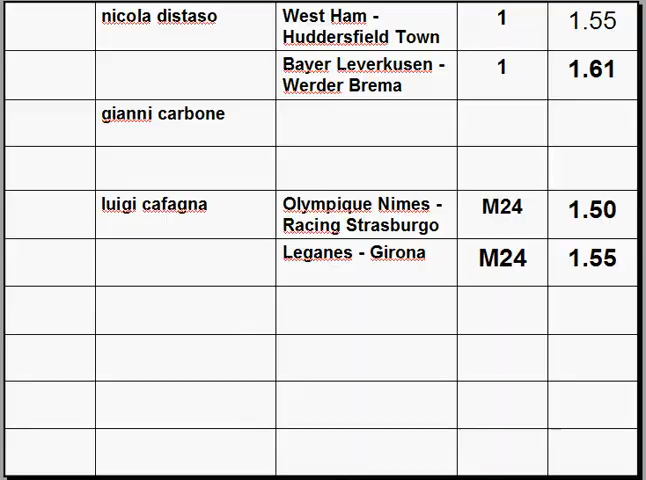 nicola distaso West Ham - 1 1.55
Huddersfield Town
Bayer Leverkusen - 1 1.61
Werder Brema
gianni carbone
luigi cafagna Olympique Nimes - M24 1.50
Racing Strasburgo
Leganes - Girona M24 1.55